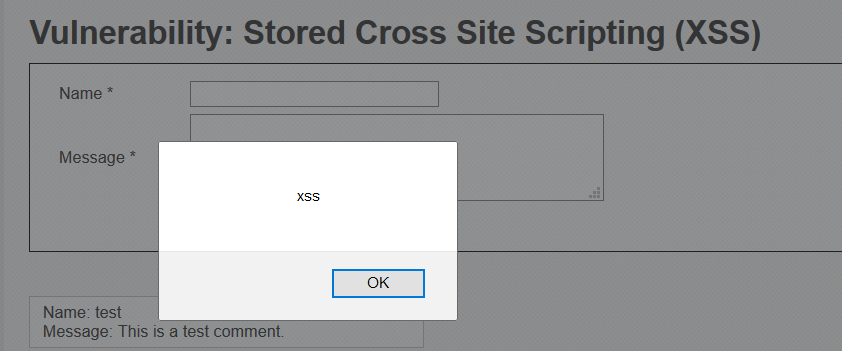 Vulnerability: Stored Cross Site Scripting (XSS)
Name *
Message *
xss
OK
Name: test
Message: This is a test comment.